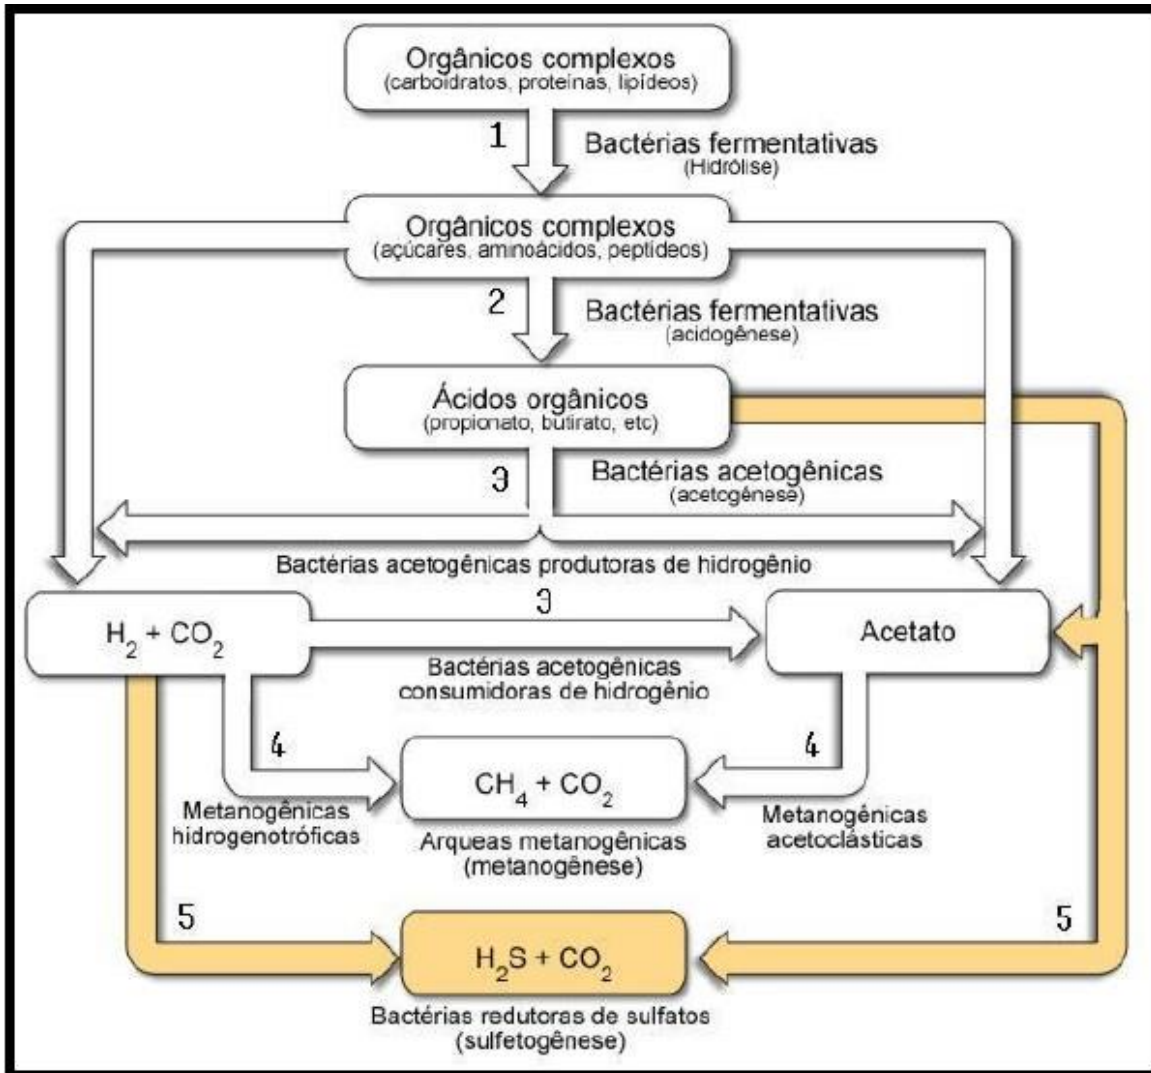 Orgânicos complexos
(carboidratos, proteínas, lipídeos)
1
Bactérias fermentativas
(Hidrólise)
Orgânicos complexos
(açúcares, aminoácidos, peptídeos)
2
Bactérias fermentativas
(acidogênese)
Ácidos orgânicos
(propionato, butirato, etc)
3
Bactérias acetogênicas
(acetogênese)
Bactérias acetogênicas produtoras de hidrogênio
3
H₂ + CO₂
Acetato
Bactérias acetogênicas
consumidoras de hidrogênio
4
4
CH₄ + CO₂
Metanogênicas
hidrogenotróficas
Metanogênicas
acetoclásticas
Arqueas metanogênicas
(metanogênese)
5
5
H₂S + CO₂
Bactérias redutoras de sulfatos
(sulfetogênese)